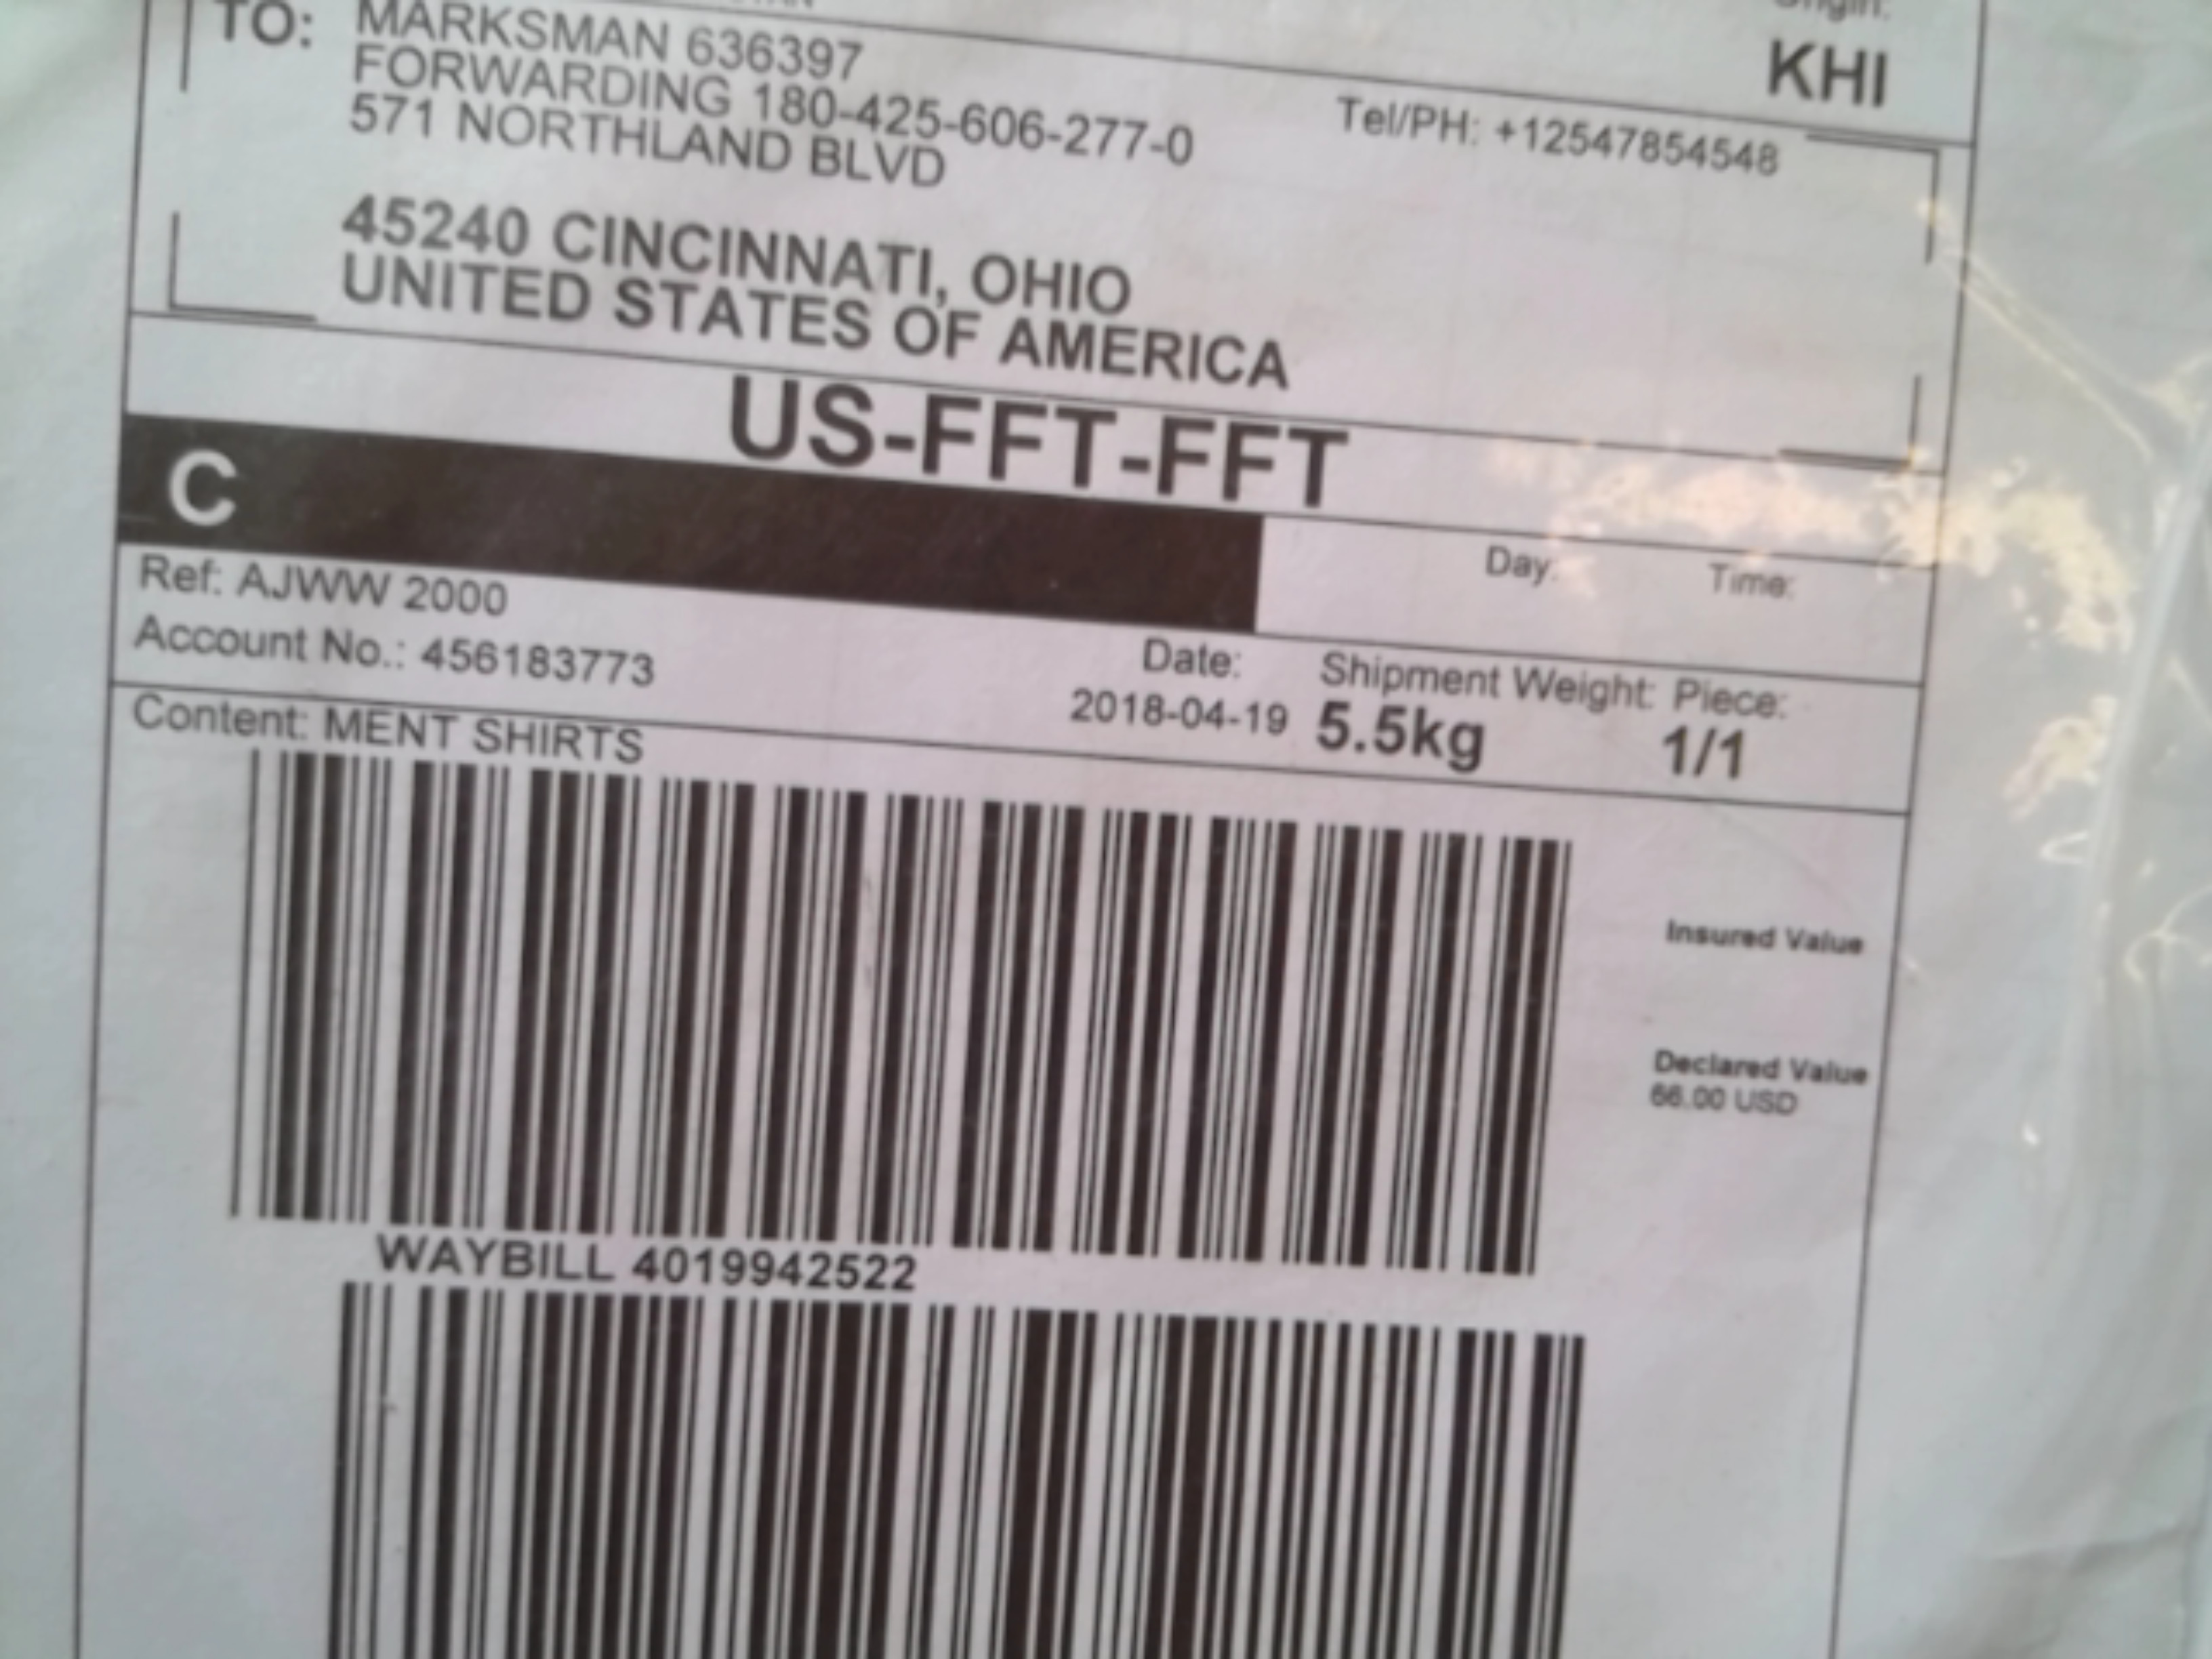 Origin:
KHI
TO: MARKSMAN 636397
FORWARDING 180-425-606-277-0
571 NORTHLAND BLVD
Tel/PH: +12547854548
45240 CINCINNATI, OHIO
UNITED STATES OF AMERICA
US-FFT-FFT
C
Day: Time:
Ref: AJWW 2000
Account No.: 456183773
Date: Shipment Weight: Piece:
2018-04-19 5.5kg 1/1
Content: MENT SHIRTS
Insured Value
Declared Value
66.00 USD
WAYBILL 4019942522